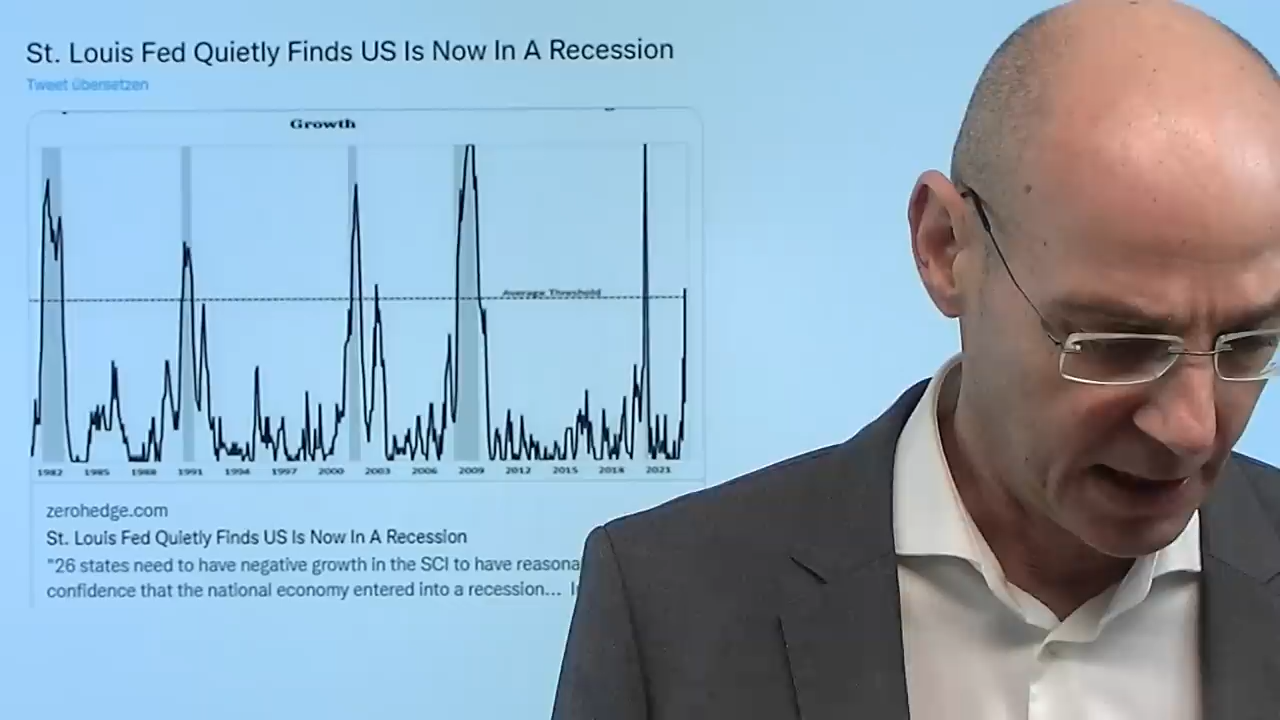 St. Louis Fed Quietly Finds US Is Now In A Recession
Tweet übersetzen
Growth
Average Threshold
1982 1985 1988 1991 1994 1997 2000 2003 2006 2009 2012 2015 2018 2021
zerohedge.com
St. Louis Fed Quietly Finds US Is Now In A Recession
"26 states need to have negative growth in the SCI to have
confidence that the national economy entered into a recession...